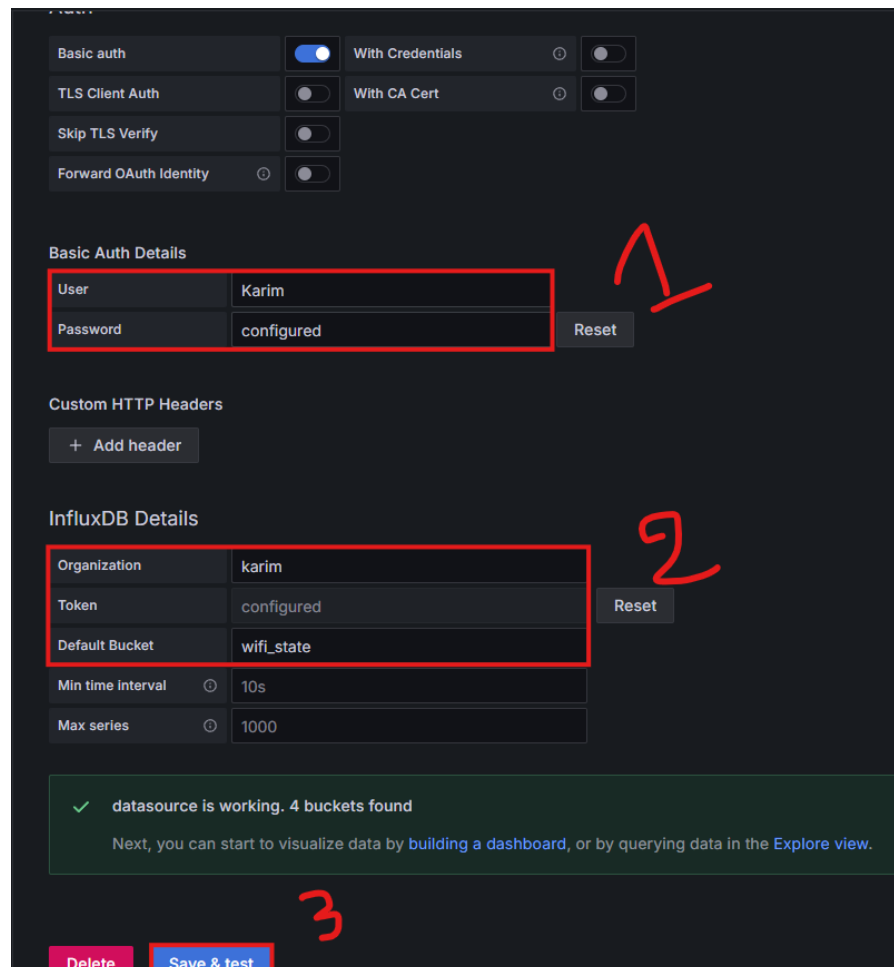 Auth
Basic auth With Credentials
TLS Client Auth With CA Cert
Skip TLS Verify
Forward OAuth Identity
1
Basic Auth Details
User Karim
Password configured Reset
Custom HTTP Headers
+ Add header
InfluxDB Details
2
Organization karim
Token configured Reset
Default Bucket wifi_state
Min time interval 10s
Max series 1000
datasource is working. 4 buckets found
Next, you can start to visualize data by building a dashboard, or by querying data in the Explore view.
3
Delete Save & test